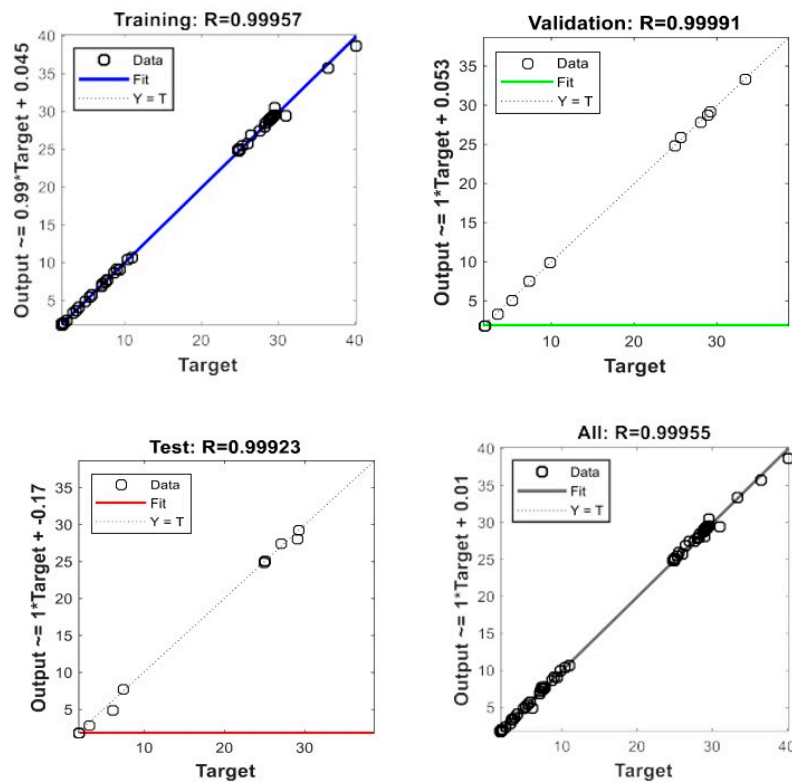 Training: R=0.99957
Output ~= 0.99*Target + 0.045
40
35
30
25
20
15
10
5
Data
Fit
Y = T
10
20
30
40
Target
Validation: R=0.99991
Output ~= 1*Target + 0.053
35
30
25
20
15
10
5
Data
Fit
Y = T
10
20
30
Target
Test: R=0.99923
Output ~= 1*Target + -0.17
35
30
25
20
15
10
5
Data
Fit
Y = T
10
20
30
Target
All: R=0.99955
Output ~= 1*Target + 0.01
40
35
30
25
20
15
10
5
Data
Fit
Y = T
10
20
30
40
Target